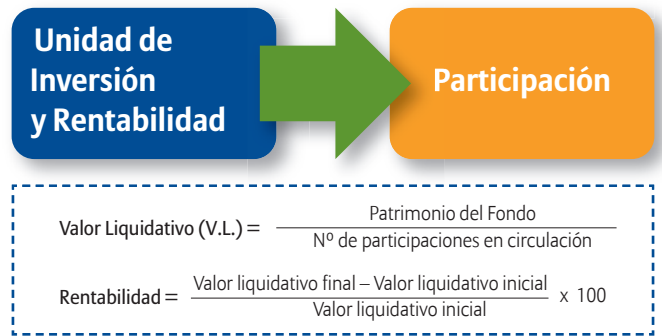 Unidad de
Inversión
y Rentabilidad
Participación
Valor Liquidativo (V.L.) =
Patrimonio del Fondo
Nº de participaciones en circulación
Rentabilidad =
Valor liquidativo final – Valor liquidativo inicial
Valor liquidativo inicial
x 100